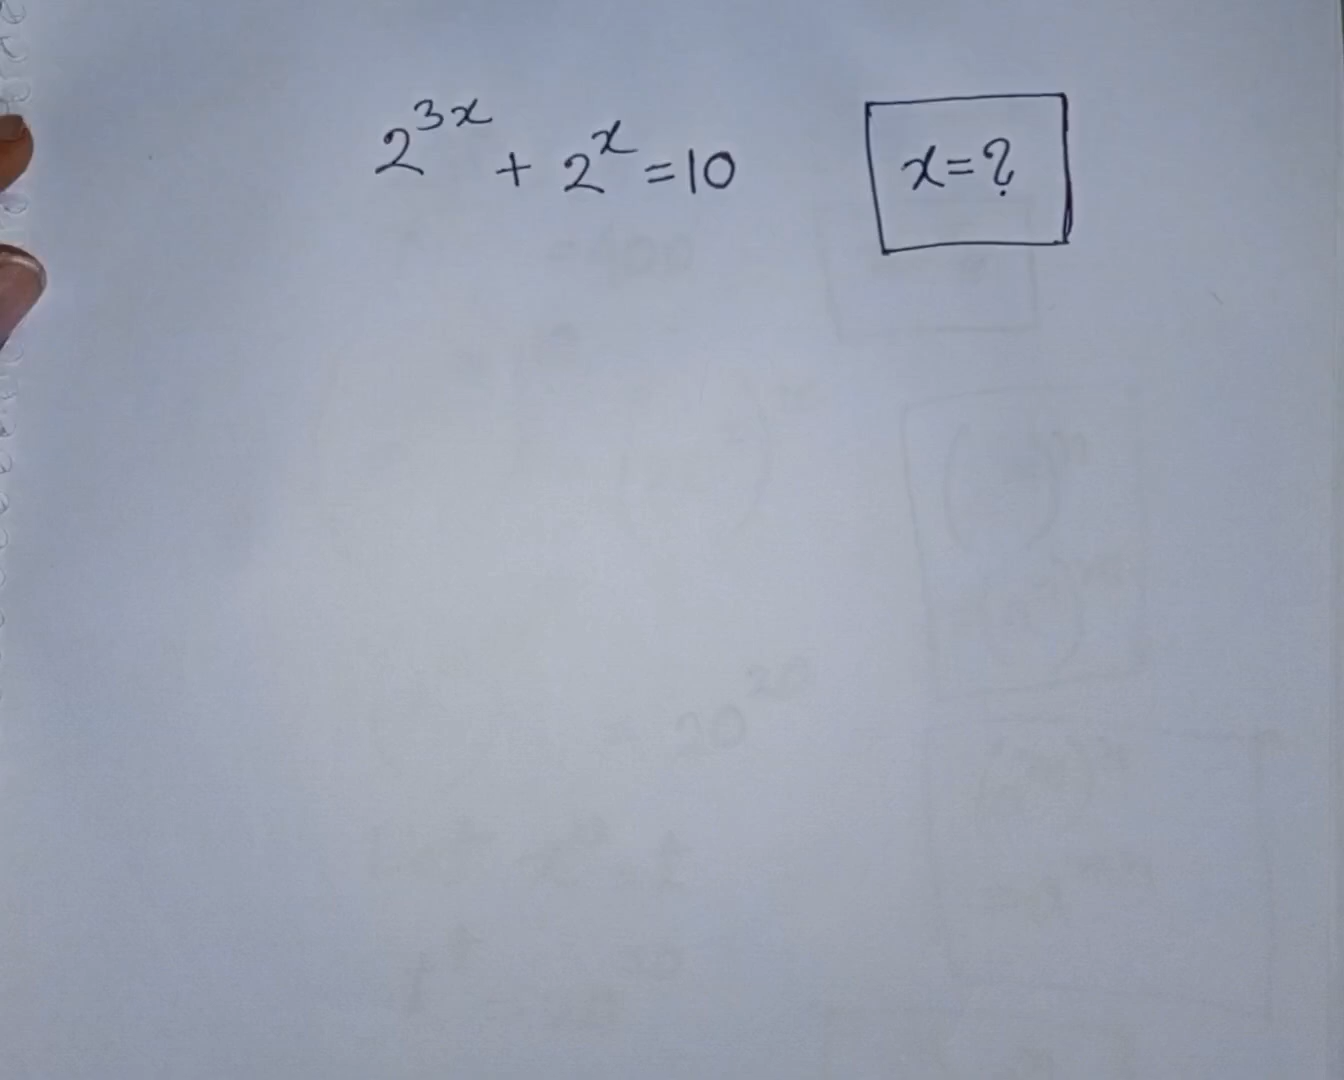 2^{3x} + 2^x = 10 x = ?